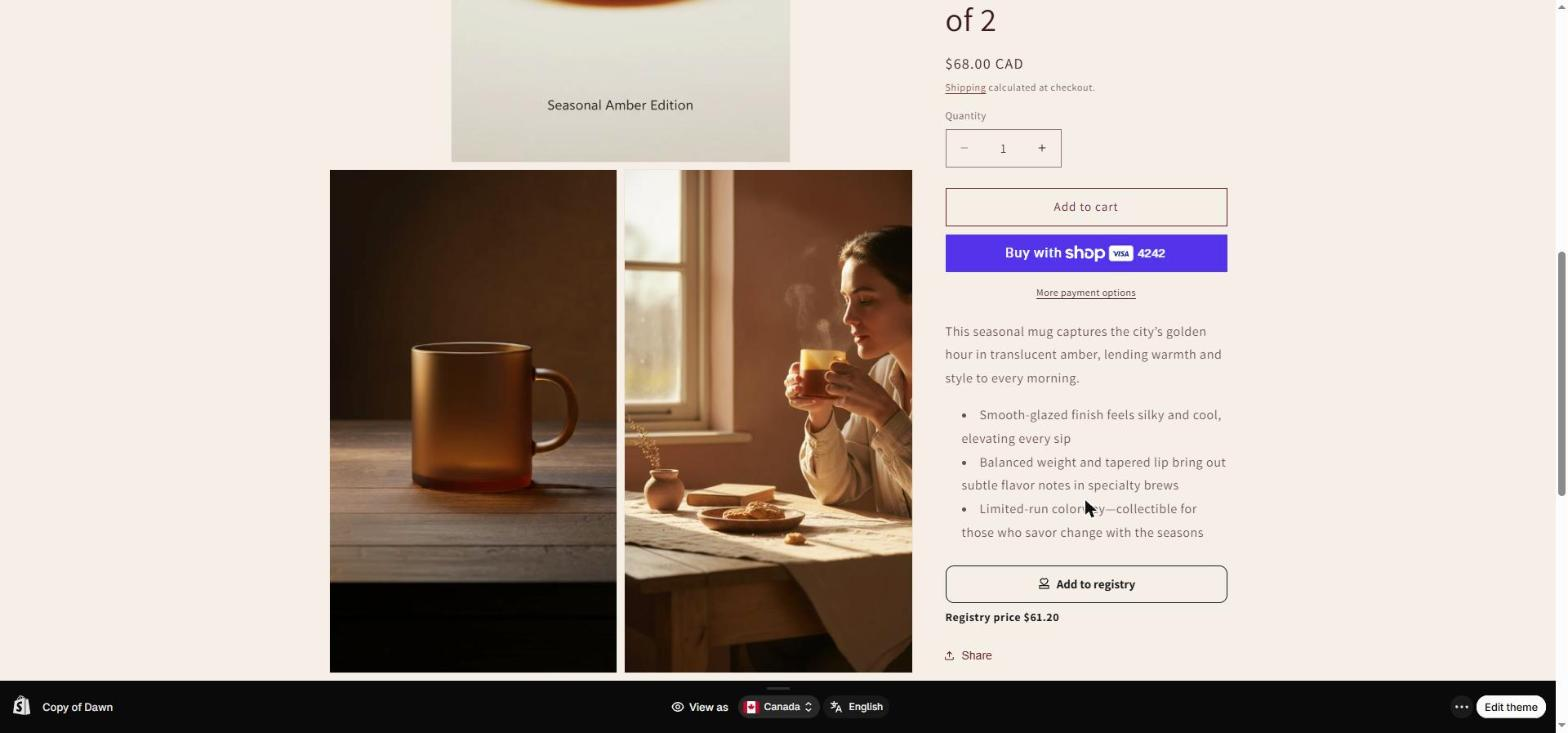 of 2
$68.00 CAD
Shipping calculated at checkout.
Seasonal Amber Edition
Quantity
− 1 +
Add to cart
Buy with shop VISA 4242
More payment options
This seasonal mug captures the city’s golden
hour in translucent amber, lending warmth and
style to every morning.
• Smooth-glazed finish feels silky and cool,
elevating every sip
• Balanced weight and tapered lip bring out
subtle flavor notes in specialty brews
• Limited-run colorway—collectible for
those who savor change with the seasons
Add to registry
Registry price $61.20
Share
Copy of Dawn
View as
Canada
English
Edit theme